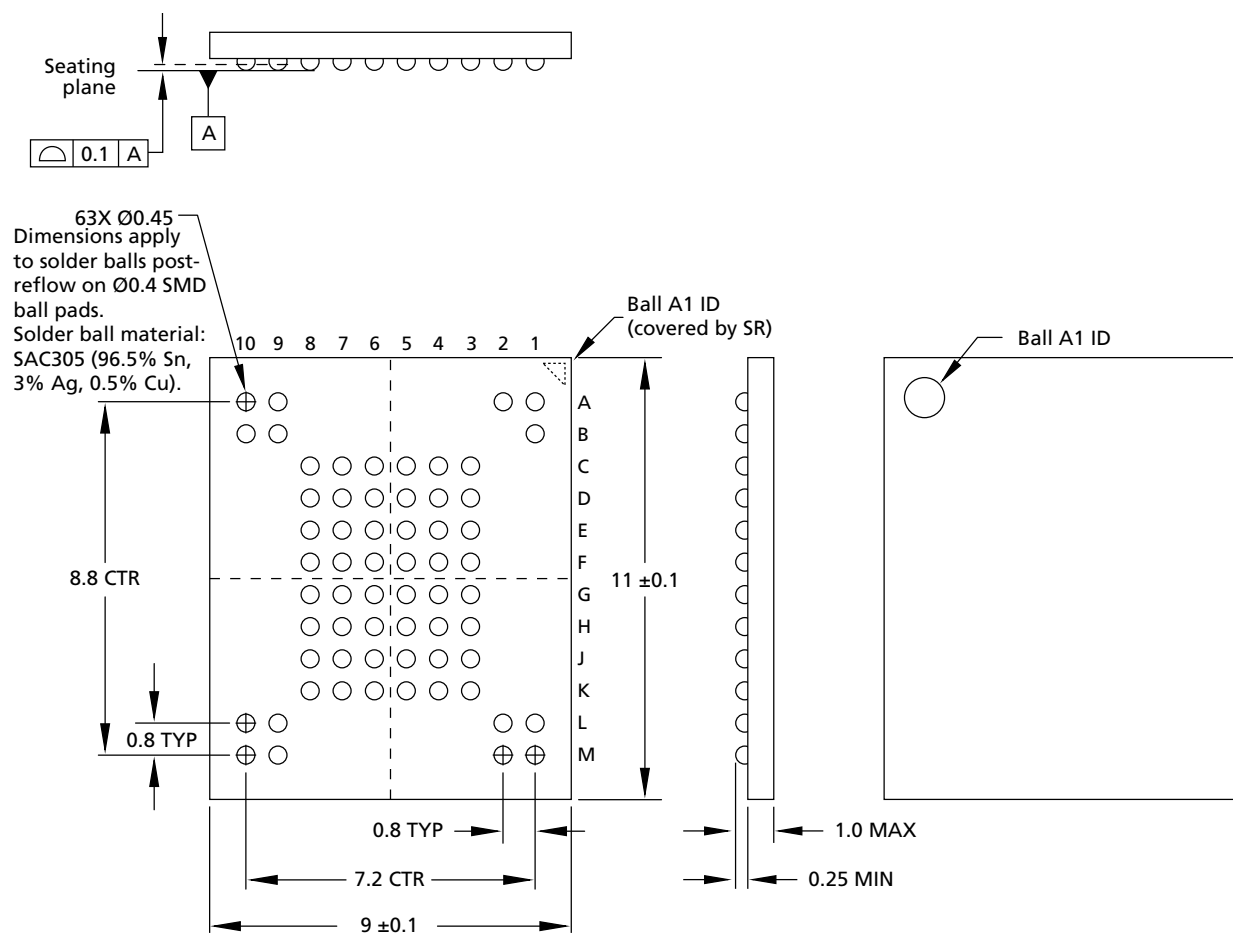 Seating
plane
A
0.1 A
63X Ø0.45
Dimensions apply
to solder balls post-
reflow on Ø0.4 SMD
ball pads.
Solder ball material:
SAC305 (96.5% Sn,
3% Ag, 0.5% Cu).
Ball A1 ID
(covered by SR)
Ball A1 ID
10 9 8 7 6 5 4 3 2 1
A
B
C
D
E
F
G
H
J
K
L
M
8.8 CTR
11 ±0.1
0.8 TYP
0.8 TYP
1.0 MAX
7.2 CTR
0.25 MIN
9 ±0.1